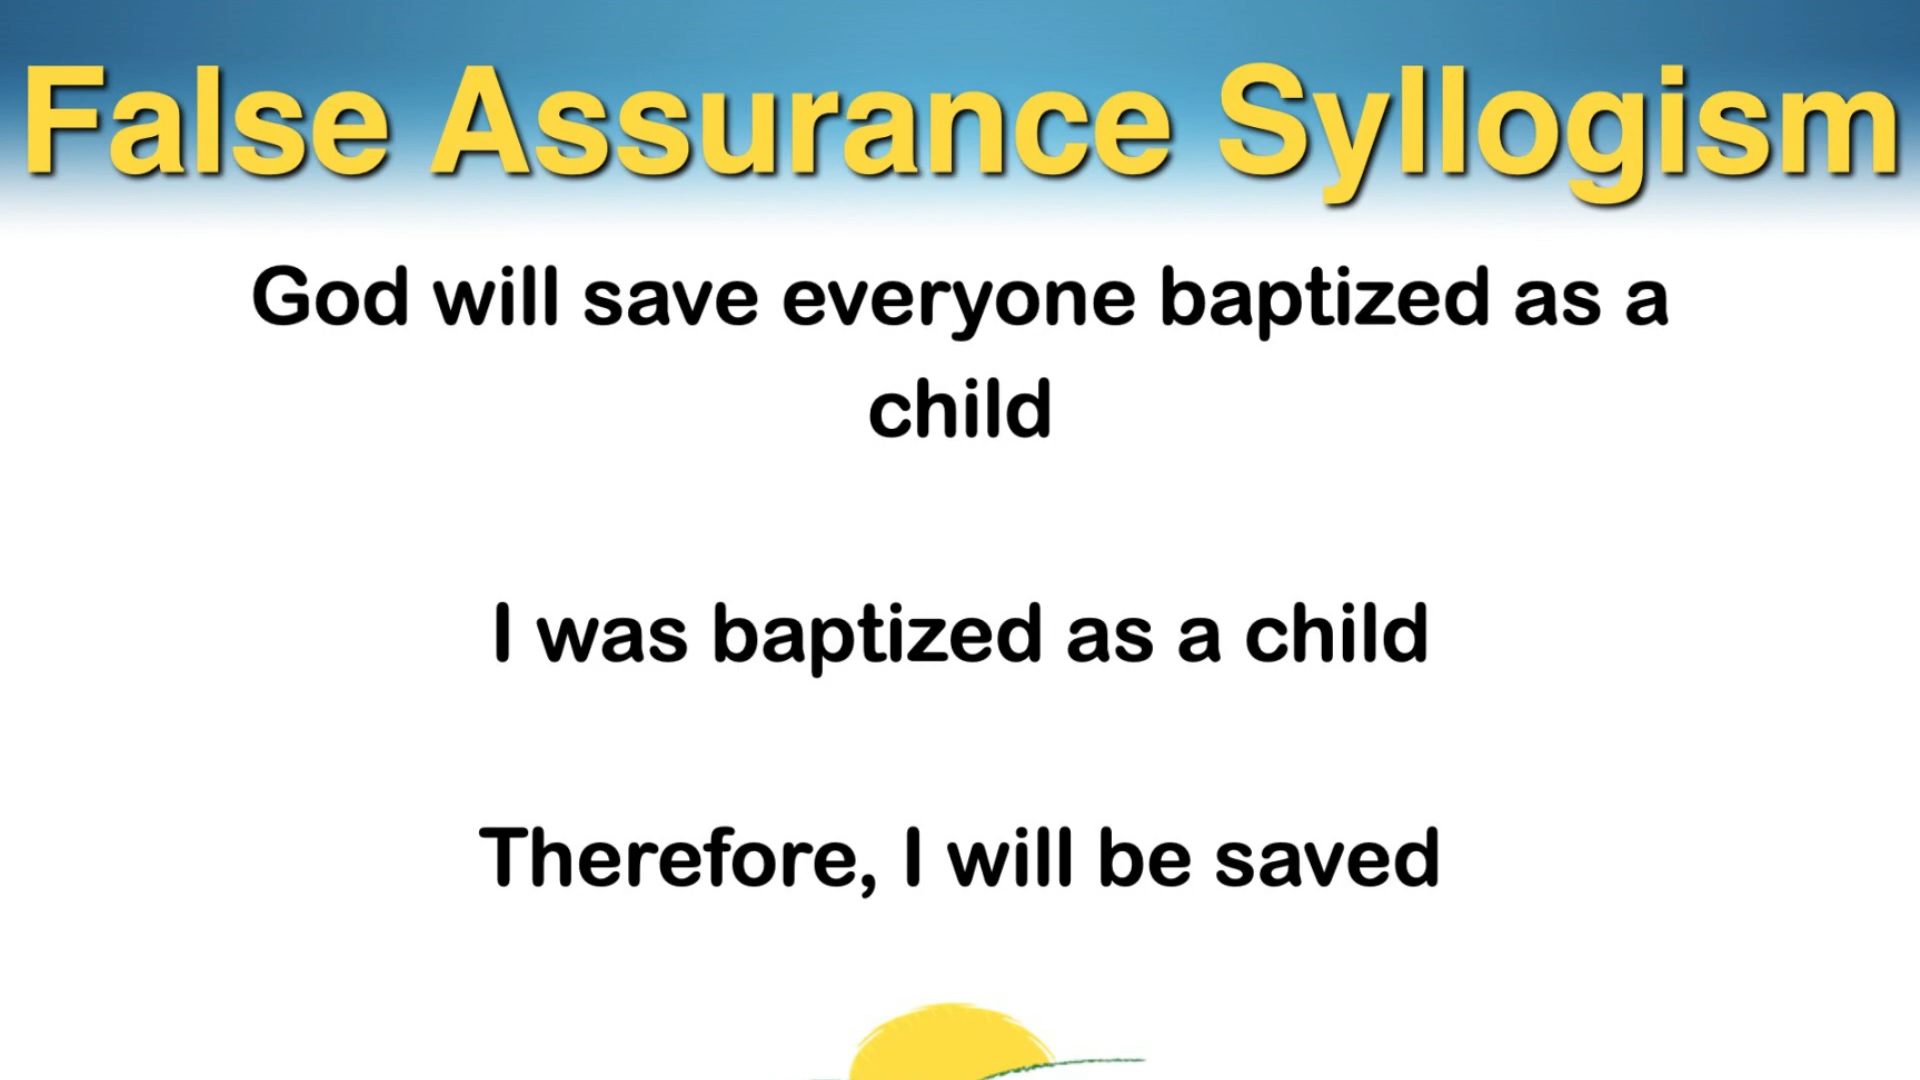 False Assurance Syllogism
God will save everyone baptized as a
child
I was baptized as a child
Therefore, I will be saved